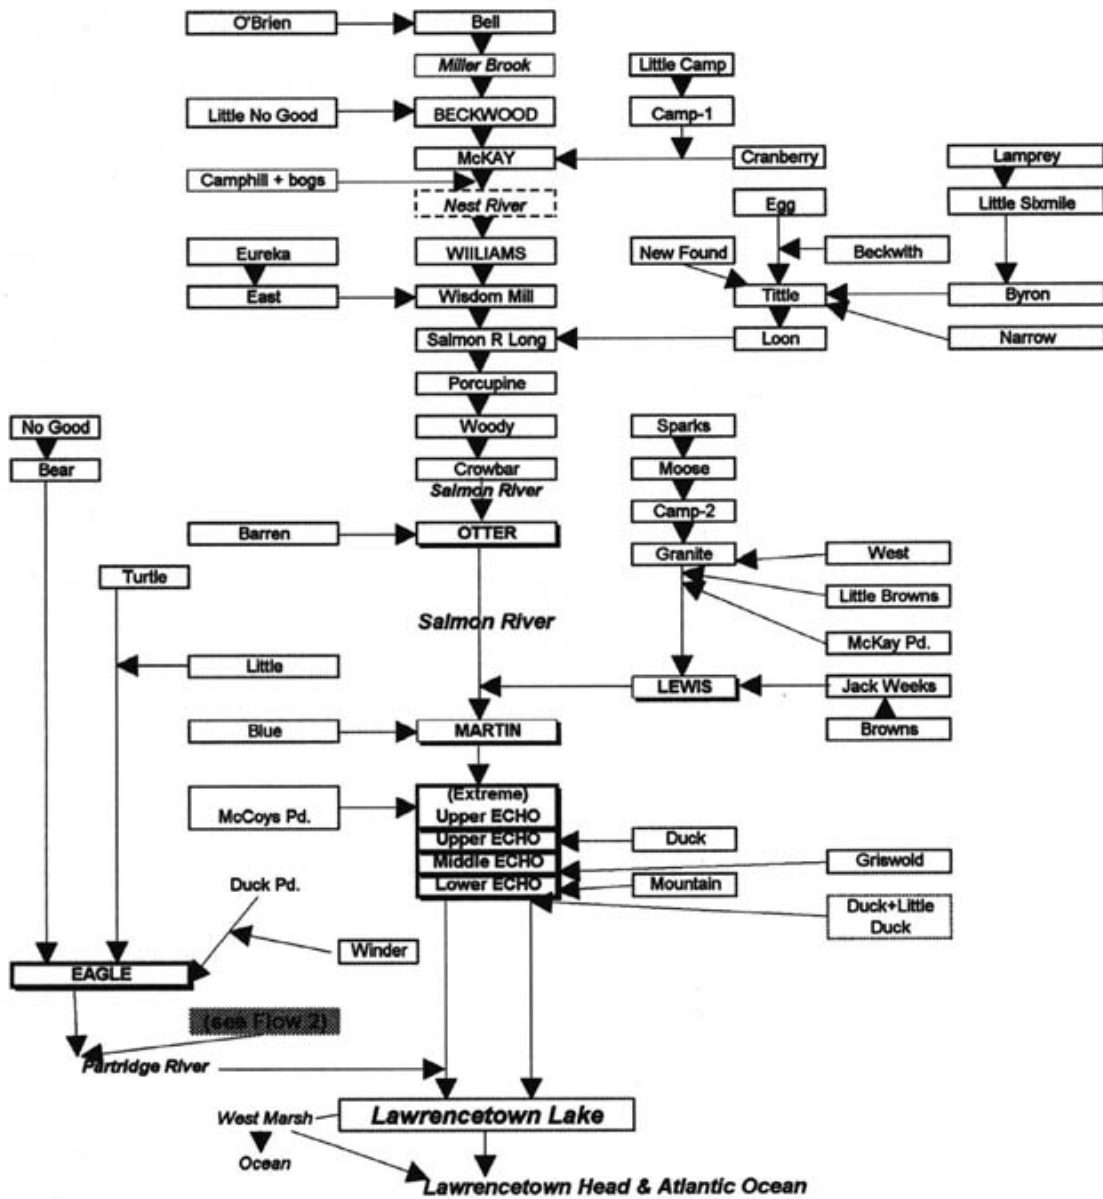 O'Brien
Bell
Miller Brook
Little Camp
Little No Good
BECKWOOD
Camp-1
McKAY
Cranberry
Lamprey
Camphill + bogs
Nest River
Egg
Little Sixmile
Eureka
WIILIAMS
New Found
Beckwith
East
Wisdom Mill
Tittle
Byron
Salmon R Long
Loon
Narrow
Porcupine
No Good
Woody
Sparks
Bear
Crowbar
Moose
Salmon River
Camp-2
Barren
OTTER
Granite
West
Turtle
Little Browns
Salmon River
McKay Pd.
Little
LEWIS
Jack Weeks
Blue
MARTIN
Browns
McCoys Pd.
(Extreme)
Upper ECHO
Upper ECHO
Duck
Middle ECHO
Griswold
Lower ECHO
Mountain
Duck Pd.
Duck+Little
Duck
Winder
EAGLE
(see Flow 2)
Partridge River
West Marsh
Lawrencetown Lake
Ocean
Lawrencetown Head & Atlantic Ocean